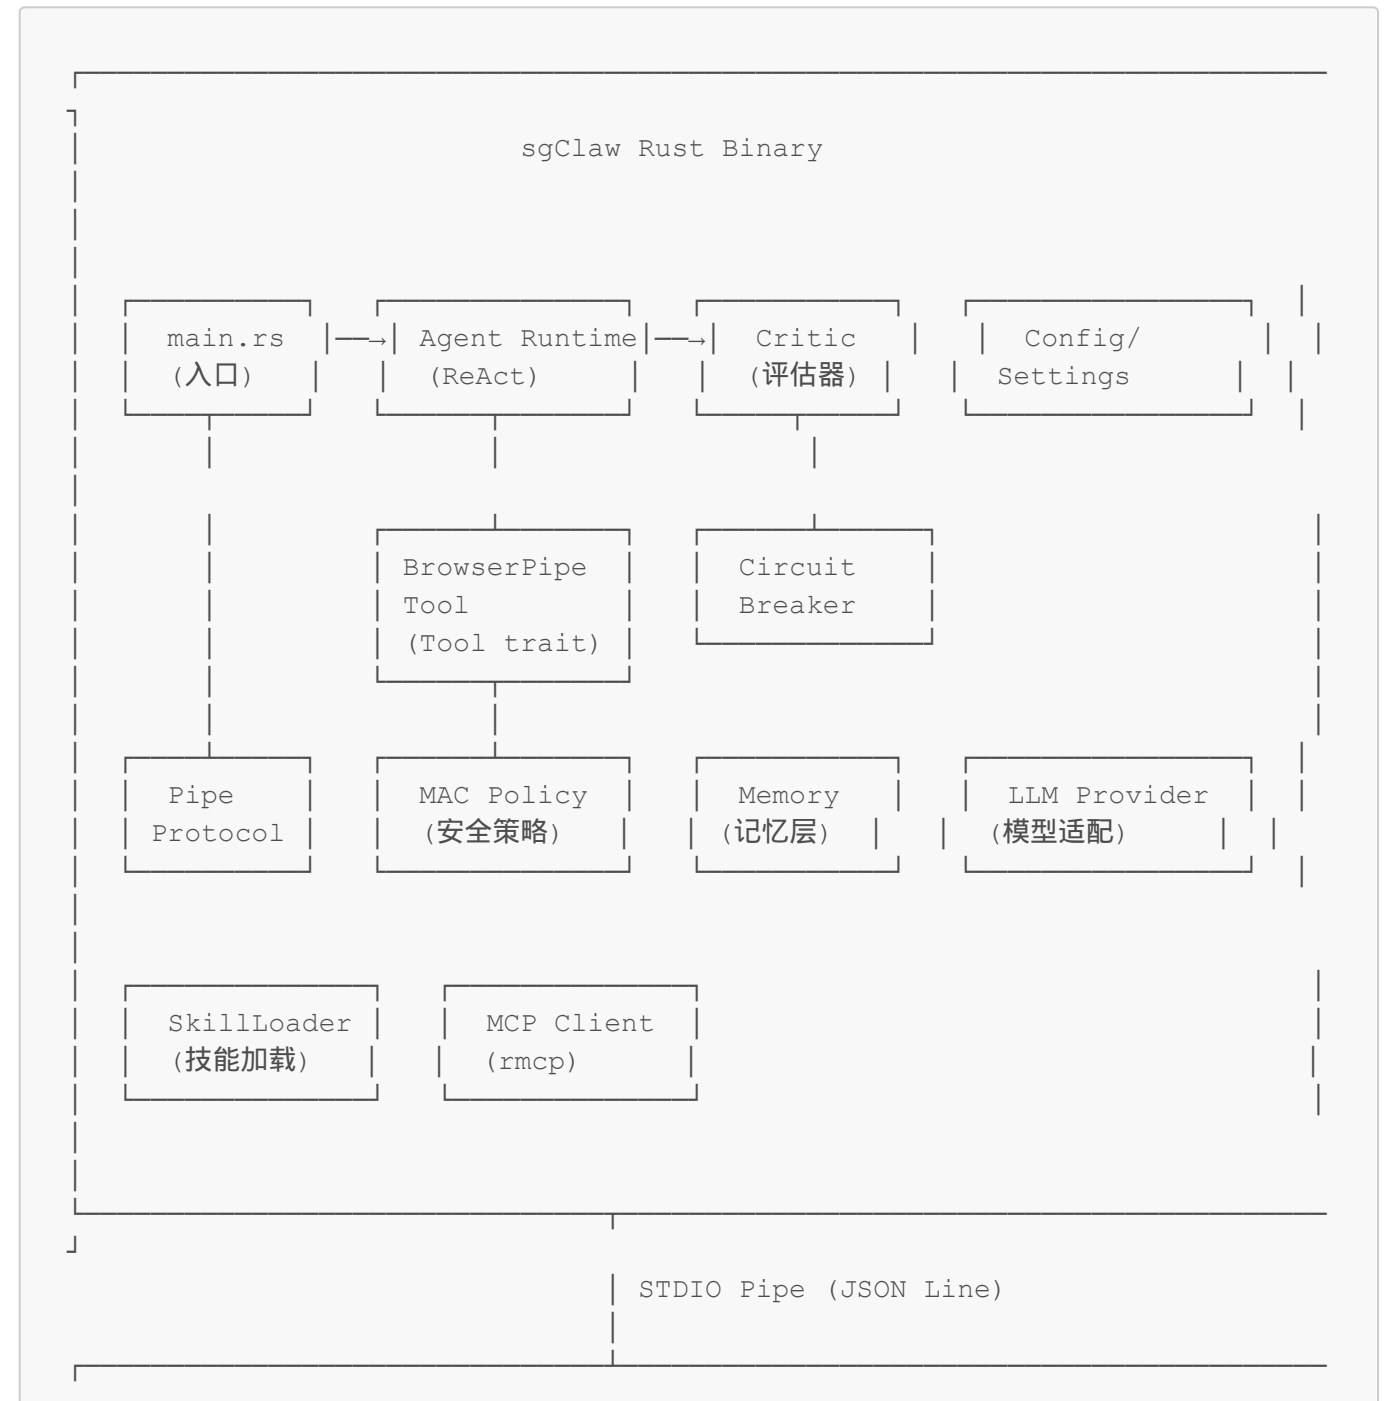 sgClaw Rust Binary
main.rs → Agent Runtime → Critic Config/
(入口) (ReAct) (评估器) Settings
BrowserPipe Circuit
Tool Breaker
(Tool trait)
Pipe MAC Policy Memory LLM Provider
Protocol (安全策略) (记忆层) (模型适配)
SkillLoader MCP Client
(技能加载) (rmcp)
STDIO Pipe (JSON Line)